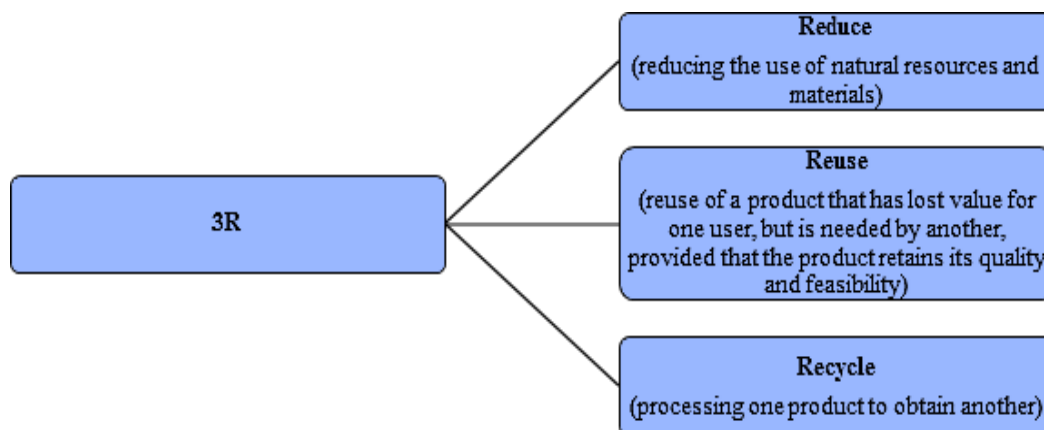 Reduce
(reducing the use of natural resources and
materials)
3R
Reuse
(reuse of a product that has lost value for
one user, but is needed by another,
provided that the product retains its quality
and feasibility)
Recycle
(processing one product to obtain another)